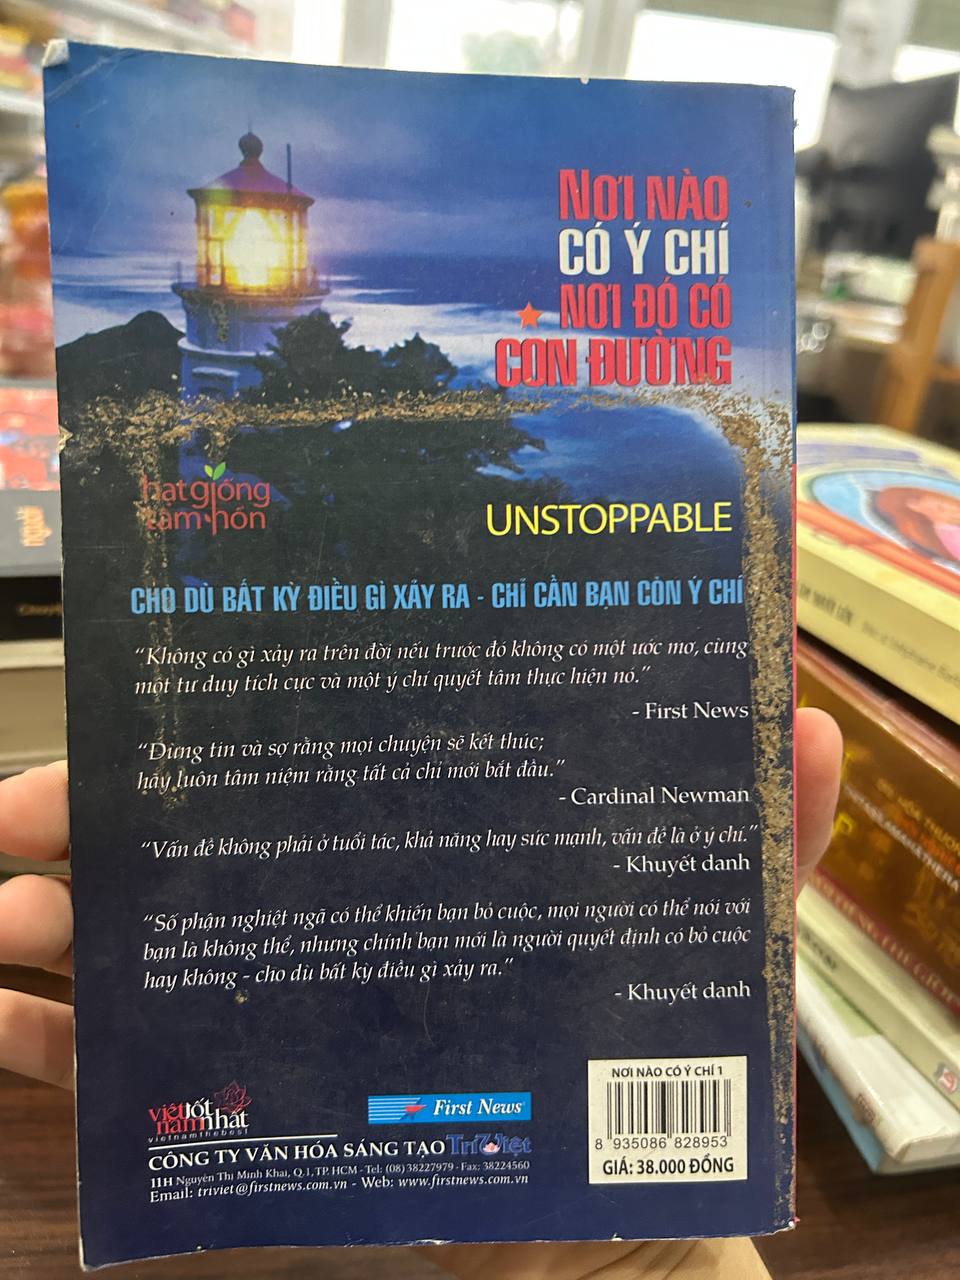 NƠI NÀO
CÓ Ý CHÍ
NƠI ĐÓ CÓ
CON ĐƯỜNG
hạt giống
tâm hồn
UNSTOPPABLE
CHO DÙ BẤT KỲ ĐIỀU GÌ XẢY RA - CHỈ CẦN BẠN CÒN Ý CHÍ
“Không có gì xảy ra trên đời nếu trước đó không có một ước mơ, cùng
một tư duy tích cực và một ý chí quyết tâm thực hiện nó.”
- First News
“Đừng tin và sợ rằng mọi chuyện sẽ kết thúc;
hãy luôn tâm niệm rằng tất cả chỉ mới bắt đầu.”
- Cardinal Newman
“Vấn đề không phải ở tuổi tác, khả năng hay sức mạnh, vấn đề là ở ý chí.”
- Khuyết danh
“Số phận nghiệt ngã có thể khiến bạn bỏ cuộc, mọi người có thể nói với
bạn là không thể, nhưng chính bạn mới là người quyết định có bỏ cuộc
hay không - cho dù bất kỳ điều gì xảy ra.”
- Khuyết danh
việt tốt
nam nhất
vietnamthebest
First News
CÔNG TY VĂN HÓA SÁNG TẠO Trí Việt
11H Nguyễn Thị Minh Khai, Q.1, TP. HCM - Tel: (08) 38227979 - Fax: 38224560
Email: triviet@firstnews.com.vn - Web: www.firstnews.com.vn
NƠI NÀO CÓ Ý CHÍ 1
8 935086 828953
GIÁ: 38.000 ĐỒNG
người